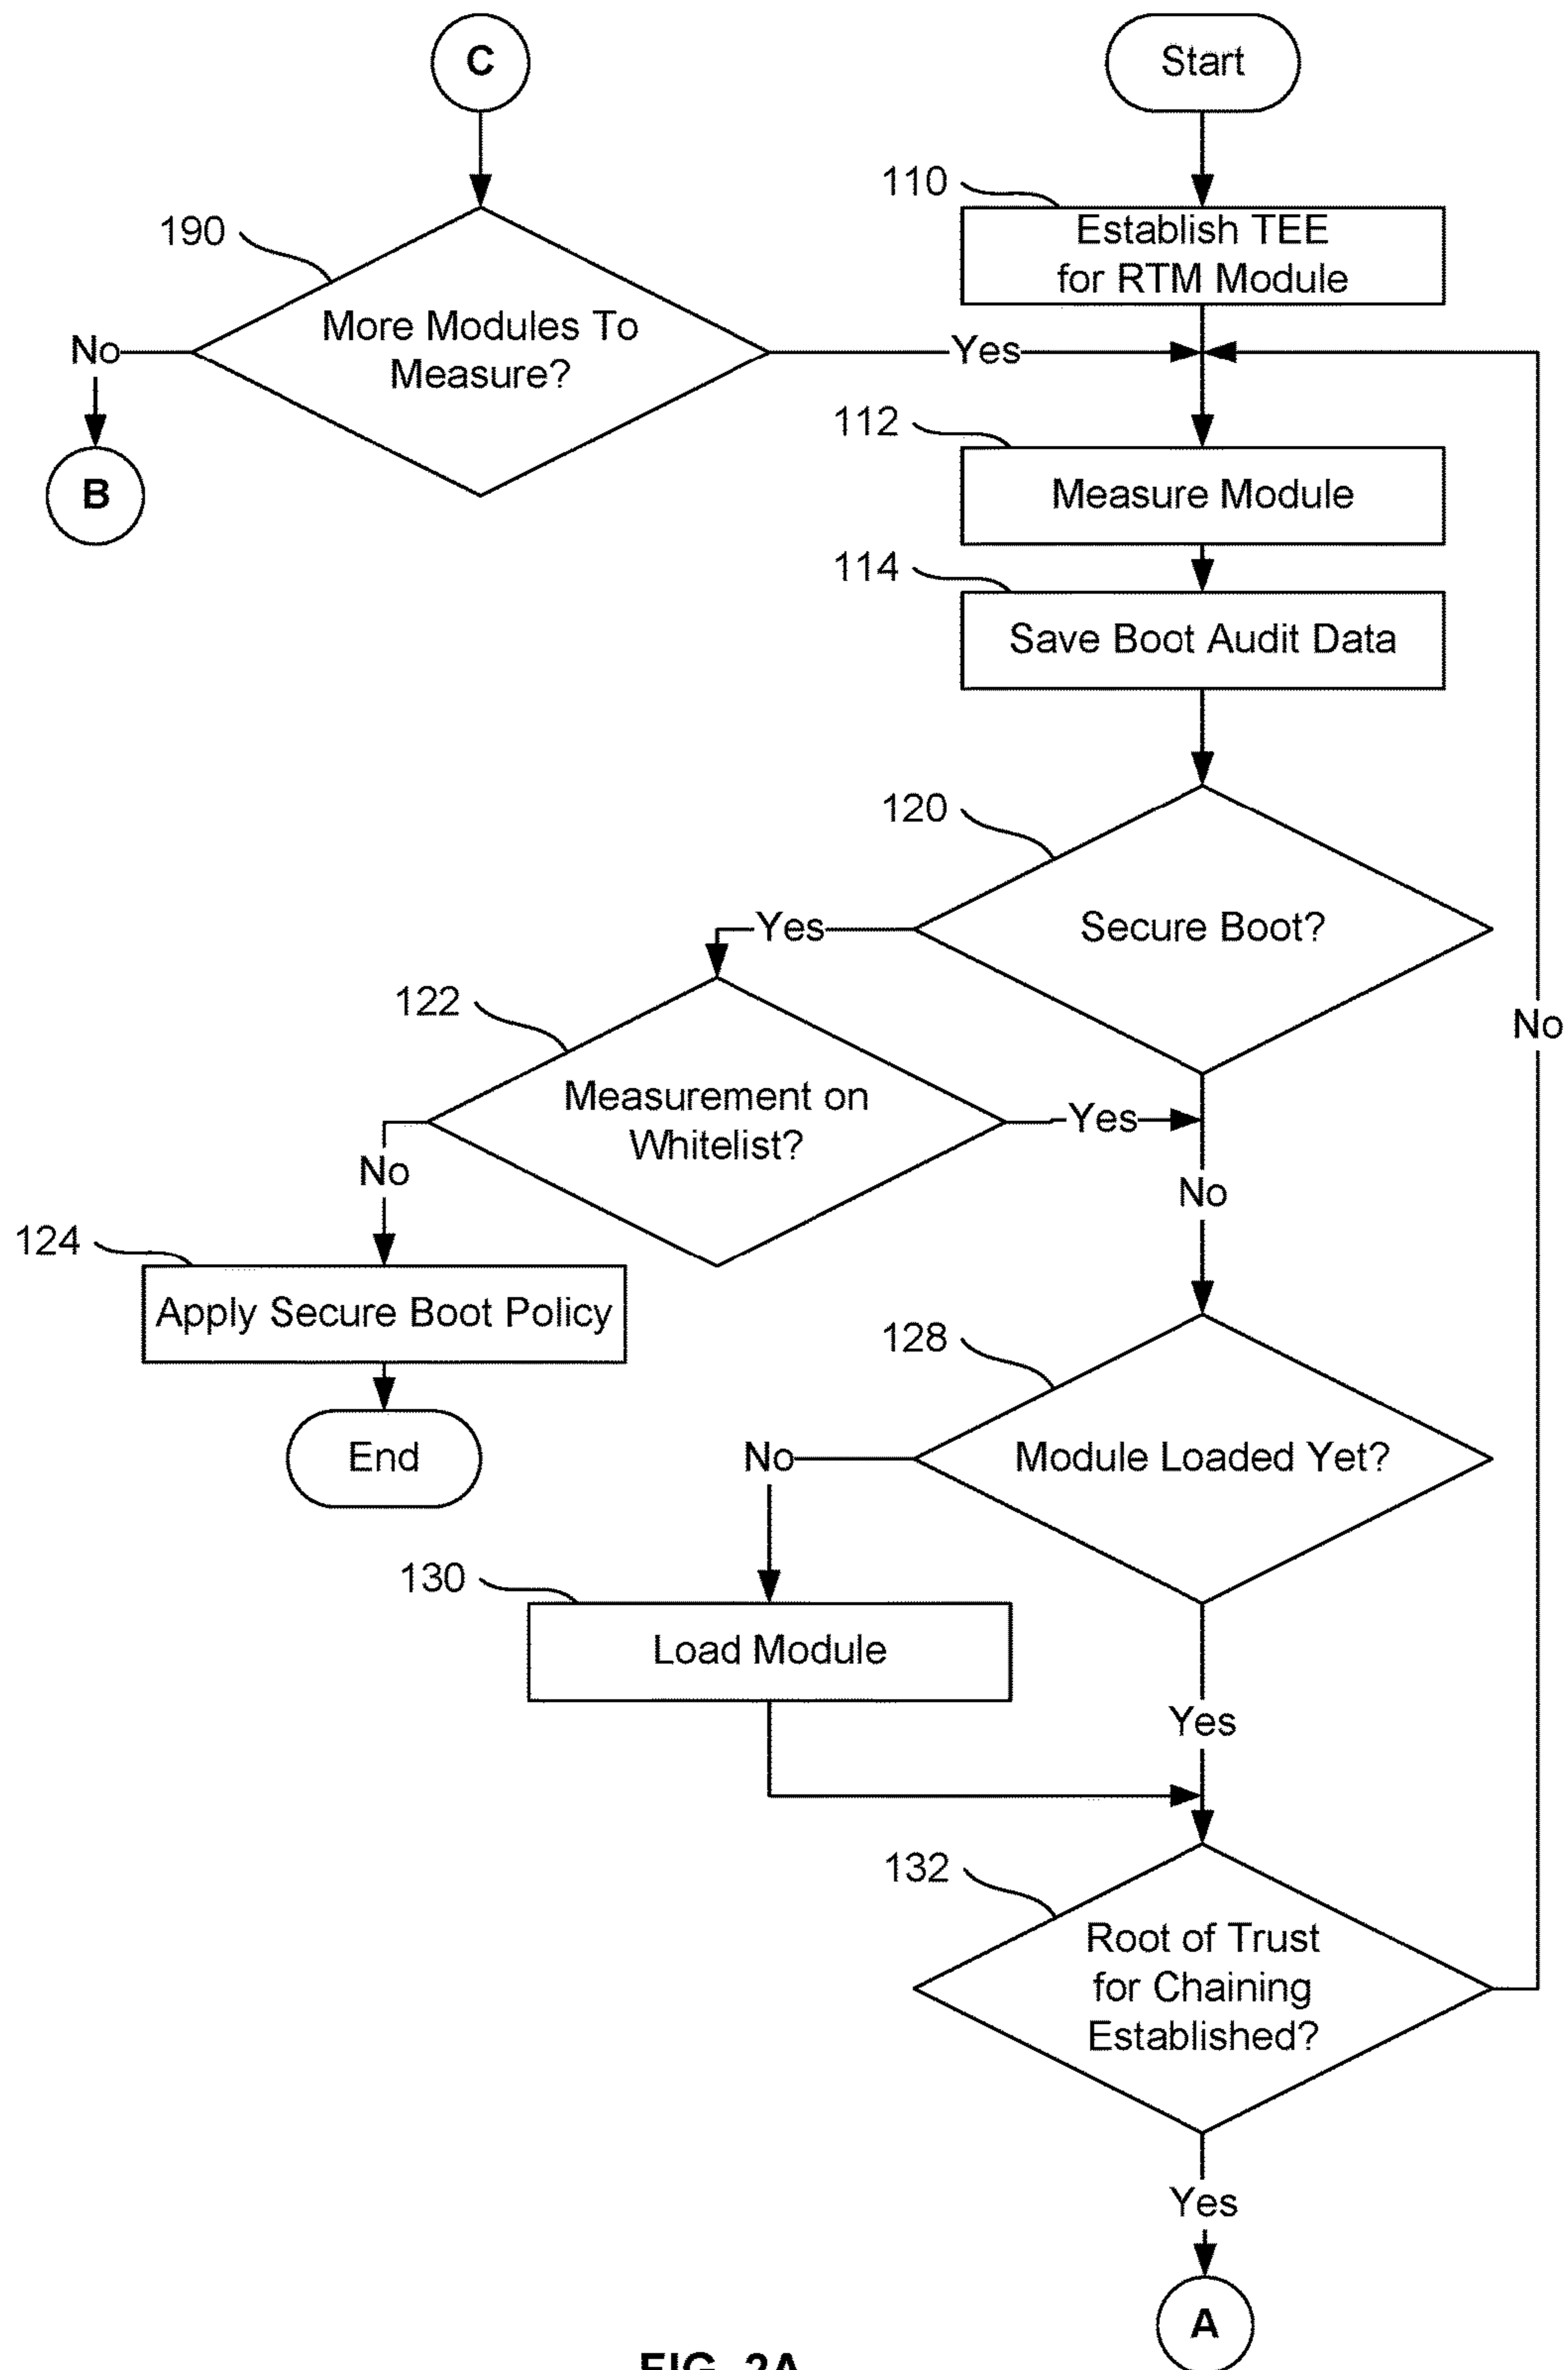 C
Start
110
Establish TEE
for RTM Module
190
More Modules To
Measure?
No
Yes
B
112
Measure Module
114
Save Boot Audit Data
120
Secure Boot?
Yes
No
122
Measurement on
Whitelist?
Yes
No
No
124
Apply Secure Boot Policy
End
128
Module Loaded Yet?
No
130
Load Module
Yes
132
Root of Trust
for Chaining
Established?
Yes
A
FIG. 2A